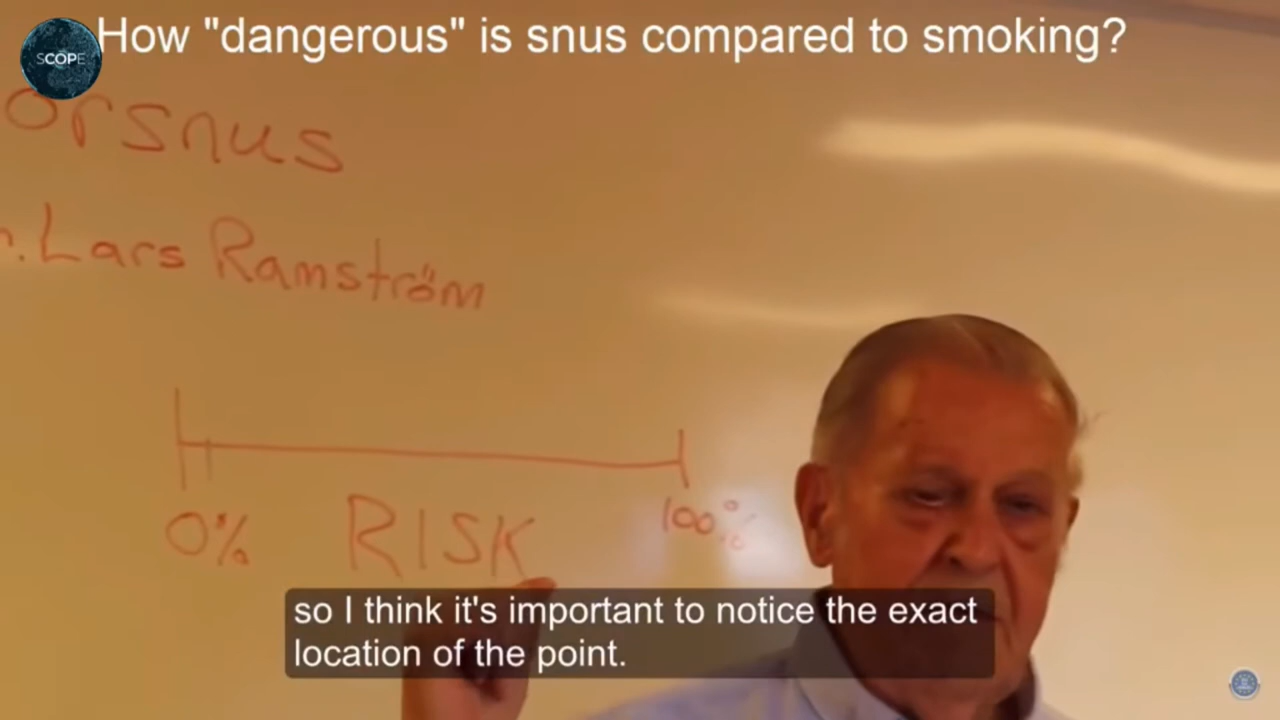 How "dangerous" is snus compared to smoking?
SCOPE
orsnus
. Lars Ramström
0% RISK 100%
so I think it's important to notice the exact
location of the point.